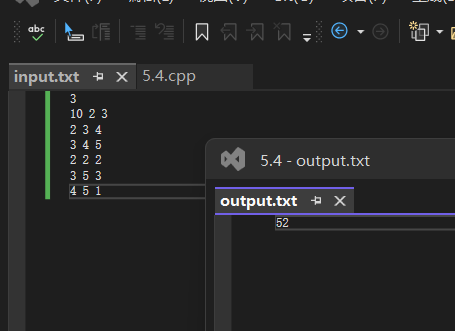 abc
input.txt
5.4.cpp
3
10 2 3
2 3 4
3 4 5
2 2 2
3 5 3
4 5 1
5.4 - output.txt
output.txt
52